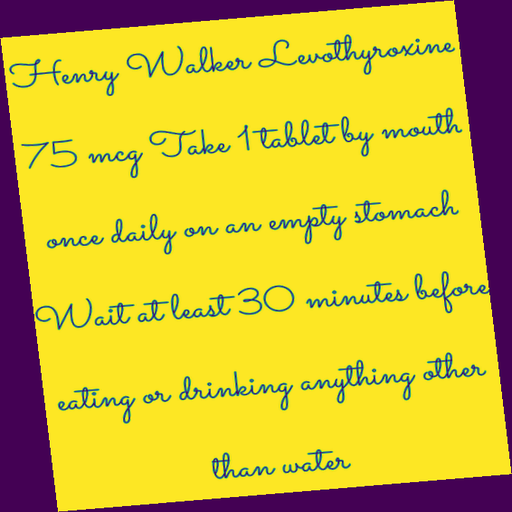 Henry Walker Levothyroxine
75 mcg Take 1 tablet by mouth
once daily on an empty stomach
Wait at least 30 minutes before
eating or drinking anything other
than water